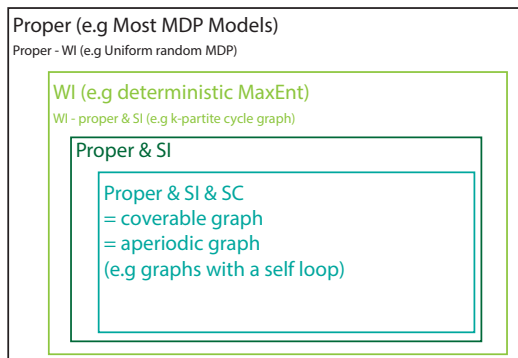 Proper (e.g Most MDP Models)
Proper - WI (e.g Uniform random MDP)
WI (e.g deterministic MaxEnt)
WI - proper & SI (e.g k-partite cycle graph)
Proper & SI
Proper & SI & SC
= coverable graph
= aperiodic graph
(e.g graphs with a self loop)